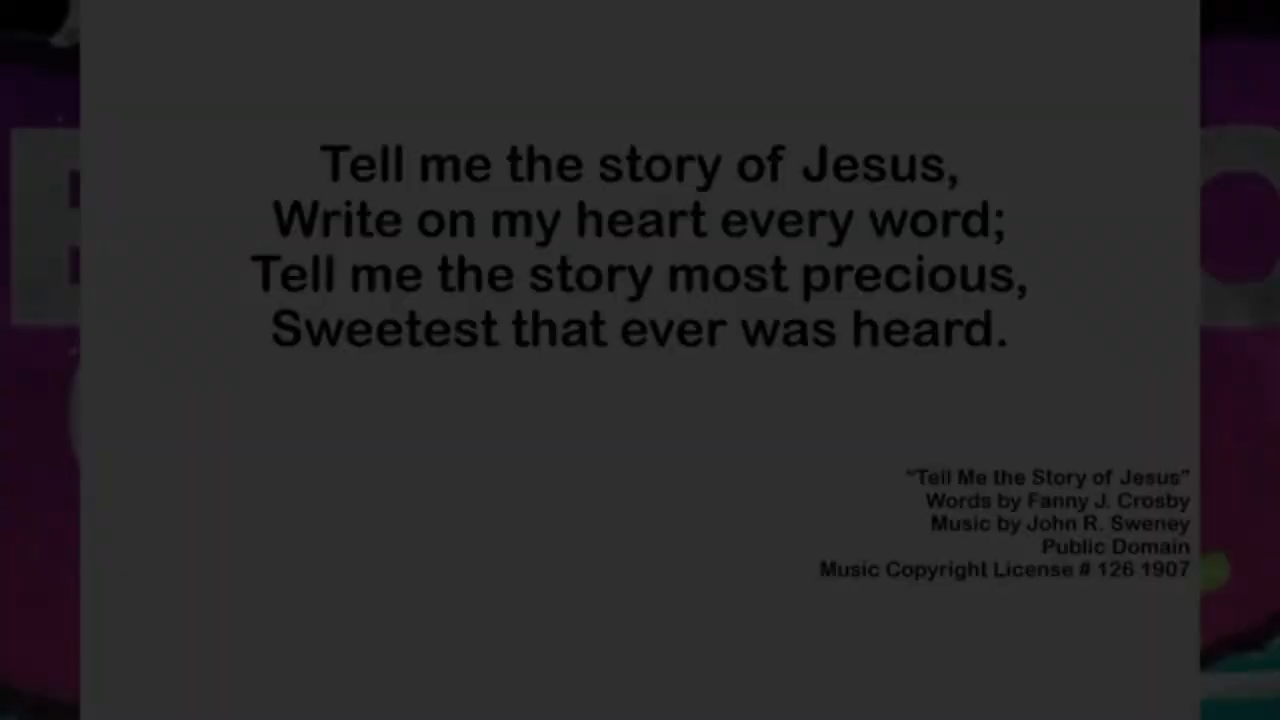 Tell me the story of Jesus,
Write on my heart every word;
Tell me the story most precious,
Sweetest that ever was heard.
"Tell Me the Story of Jesus"
Words by Fanny J. Crosby
Music by John R. Sweney
Public Domain
Music Copyright License # 126 1907